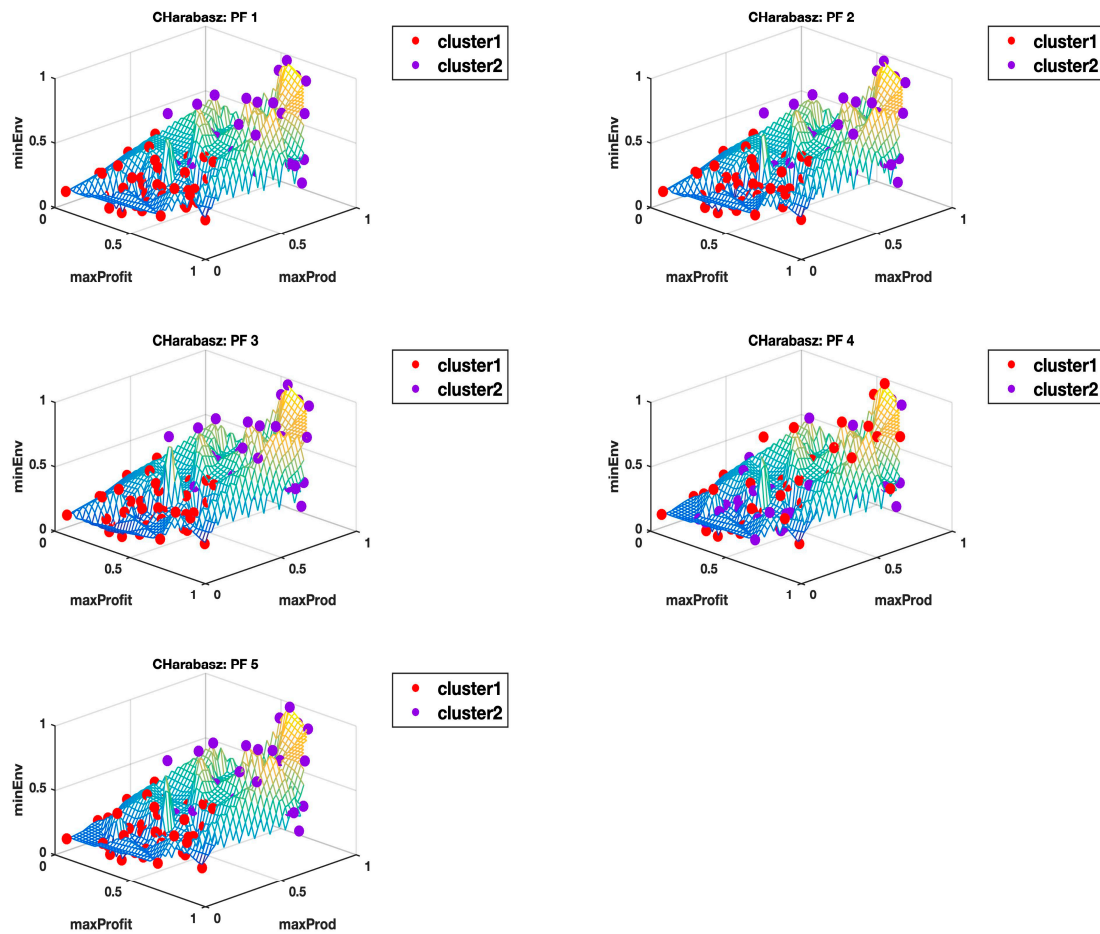 CHarabasz: PF 1
cluster1
cluster2
1
0.5
0
minEnv
0
0.5
1
maxProfit
0
0.5
1
maxProd
CHarabasz: PF 2
cluster1
cluster2
1
0.5
0
minEnv
0
0.5
1
maxProfit
0
0.5
1
maxProd
CHarabasz: PF 3
cluster1
cluster2
1
0.5
0
minEnv
0
0.5
1
maxProfit
0
0.5
1
maxProd
CHarabasz: PF 4
cluster1
cluster2
1
0.5
0
minEnv
0
0.5
1
maxProfit
0
0.5
1
maxProd
CHarabasz: PF 5
cluster1
cluster2
1
0.5
0
minEnv
0
0.5
1
maxProfit
0
0.5
1
maxProd